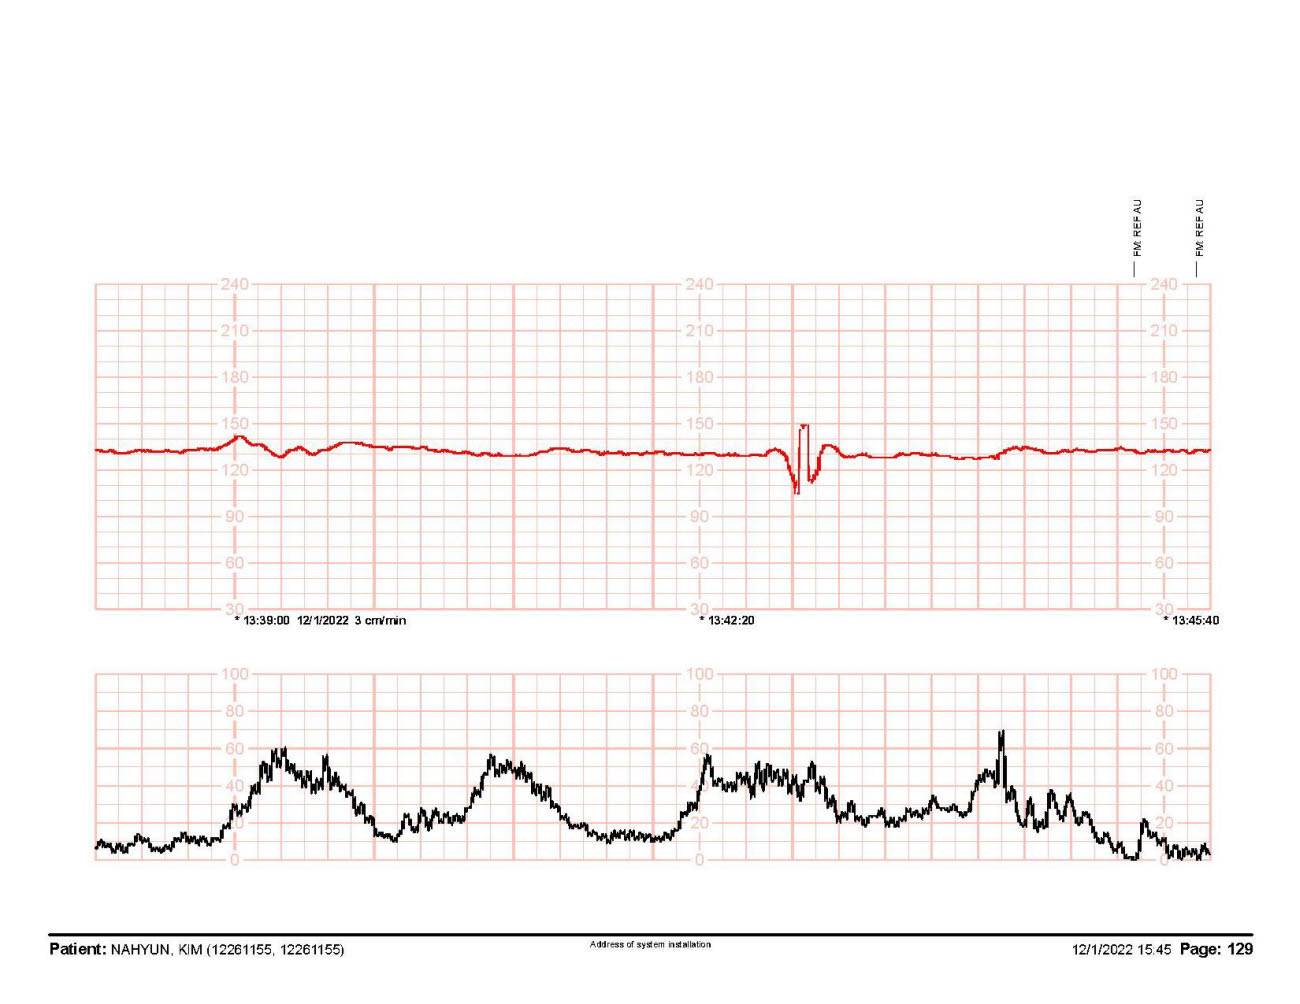 FM: REF AU FM: REF AU
240 240 240
210 210 210
180 180 180
150 150 150
120 120 120
90 90 90
60 60 60
30 30 30
* 13:39:00 12/1/2022 3 cm/min * 13:42:20 * 13:45:40
100 100 100
80 80 80
60 60 60
40 40 40
20 20 20
0 0 0
Patient: NAHYUN, KIM (12261155, 12261155) Address of system installation 12/1/2022 15:45 Page: 129